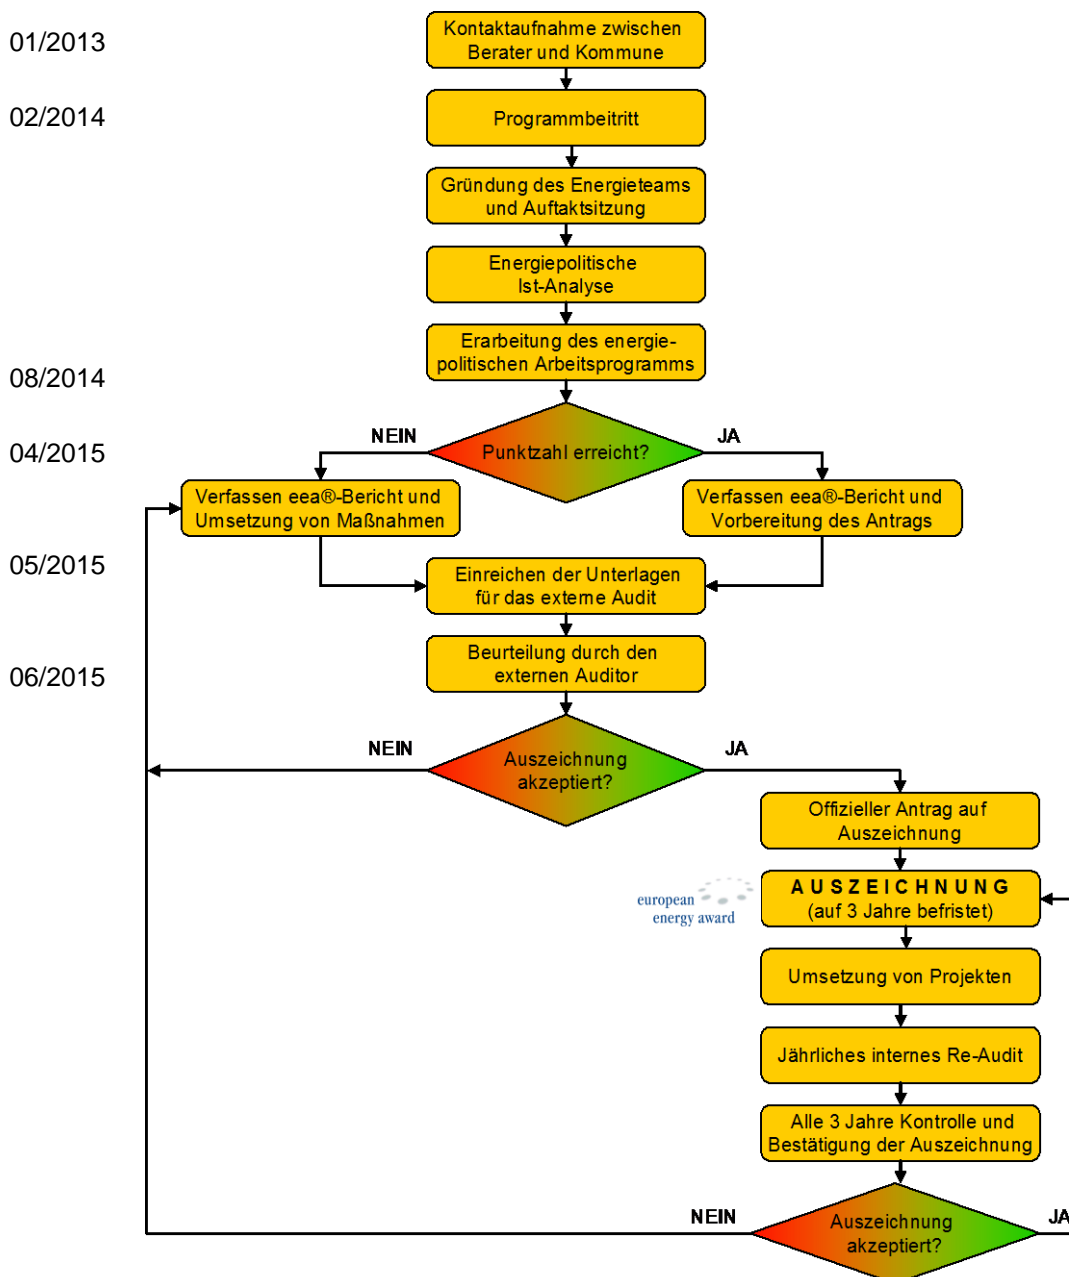 01/2013
Kontaktaufnahme zwischen
Berater und Kommune
02/2014
Programmbeitritt
Gründung des Energieteams
und Auftaktsitzung
Energiepolitische
Ist-Analyse
Erarbeitung des energie-
politischen Arbeitsprogramms
08/2014
NEIN
Punktzahl erreicht?
JA
04/2015
Verfassen eea®-Bericht und
Umsetzung von Maßnahmen
Verfassen eea®-Bericht und
Vorbereitung des Antrags
05/2015
Einreichen der Unterlagen
für das externe Audit
Beurteilung durch den
externen Auditor
06/2015
NEIN
Auszeichnung
akzeptiert?
JA
Offizieller Antrag auf
Auszeichnung
european
energy award
AUSZEICHNUNG
(auf 3 Jahre befristet)
Umsetzung von Projekten
Jährliches internes Re-Audit
Alle 3 Jahre Kontrolle und
Bestätigung der Auszeichnung
NEIN
Auszeichnung
akzeptiert?
JA